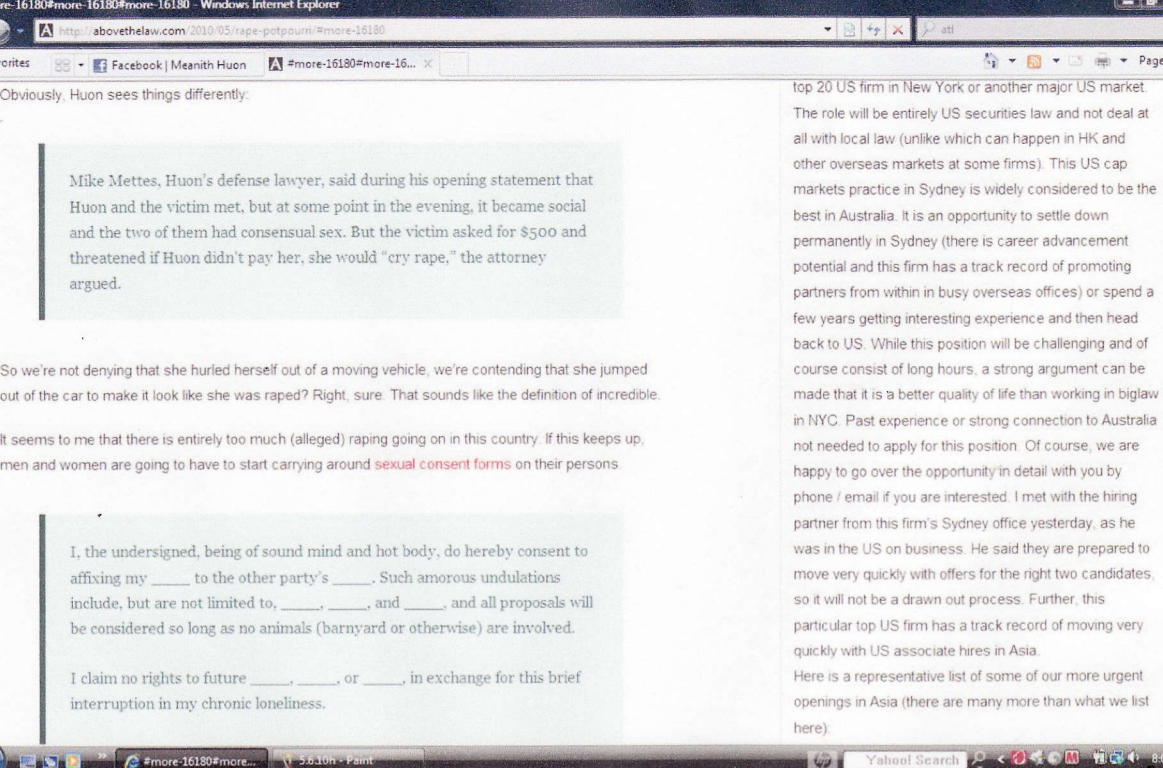 re-16180#more-16180#more-16180 - Windows Internet Explorer
http://abovethelaw.com/2010/05/rape-potpourri/#more-16180
atl
orites
Facebook | Meanith Huon
#more-16180#more-16...
Page
Obviously, Huon sees things differently:
Mike Mettes, Huon's defense lawyer, said during his opening statement that
Huon and the victim met, but at some point in the evening, it became social
and the two of them had consensual sex. But the victim asked for $500 and
threatened if Huon didn't pay her, she would "cry rape," the attorney
argued.
So we're not denying that she hurled herself out of a moving vehicle, we're contending that she jumped
out of the car to make it look like she was raped? Right, sure. That sounds like the definition of incredible.
It seems to me that there is entirely too much (alleged) raping going on in this country. If this keeps up,
men and women are going to have to start carrying around sexual consent forms on their persons.
I, the undersigned, being of sound mind and hot body, do hereby consent to
affixing my _____ to the other party's _____. Such amorous undulations
include, but are not limited to, _____, _____, and _____, and all proposals will
be considered so long as no animals (barnyard or otherwise) are involved.
I claim no rights to future _____, _____, or _____, in exchange for this brief
interruption in my chronic loneliness.
top 20 US firm in New York or another major US market.
The role will be entirely US securities law and not deal at
all with local law (unlike which can happen in HK and
other overseas markets at some firms). This US cap
markets practice in Sydney is widely considered to be the
best in Australia. It is an opportunity to settle down
permanently in Sydney (there is career advancement
potential and this firm has a track record of promoting
partners from within in busy overseas offices) or spend a
few years getting interesting experience and then head
back to US. While this position will be challenging and of
course consist of long hours, a strong argument can be
made that it is a better quality of life than working in biglaw
in NYC. Past experience or strong connection to Australia
not needed to apply for this position. Of course, we are
happy to go over the opportunity in detail with you by
phone / email if you are interested. I met with the hiring
partner from this firm's Sydney office yesterday, as he
was in the US on business. He said they are prepared to
move very quickly with offers for the right two candidates,
so it will not be a drawn out process. Further, this
particular top US firm has a track record of moving very
quickly with US associate hires in Asia.
Here is a representative list of some of our more urgent
openings in Asia (there are many more than what we list
here):
#more-16180#more...
5.6.10h - Paint
Yahoo! Search